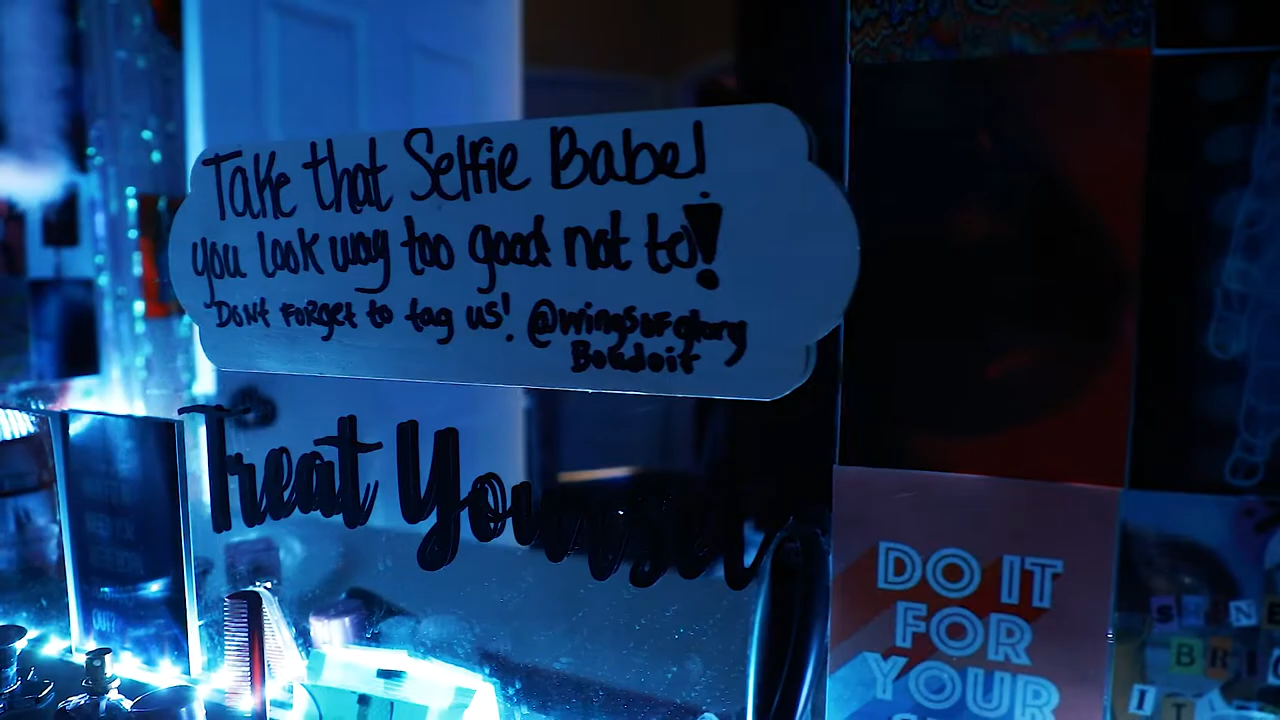 Take that Selfie Babe!
you look way too good not to!
DONt FORget to tag us! @wingsofglory
Boudoir
Treat Yourself
DO IT
FOR
YOUR